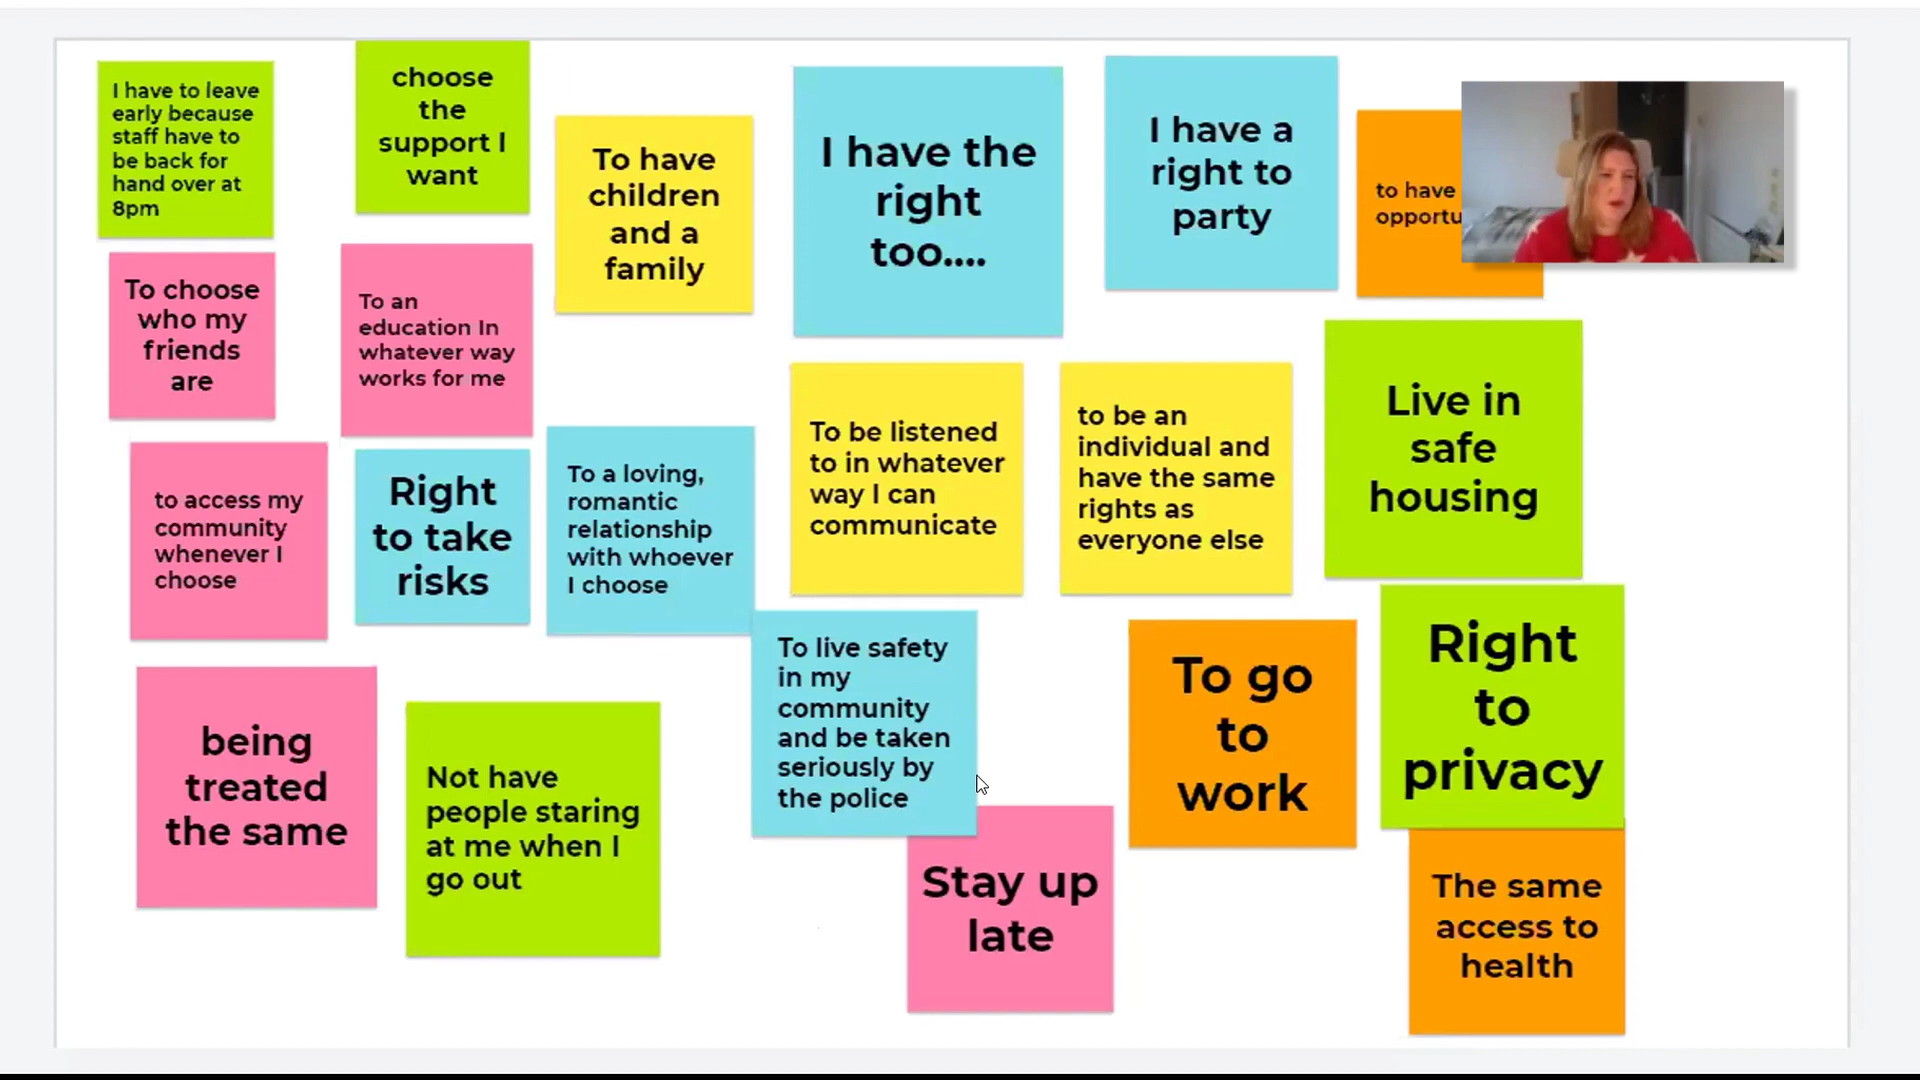 I have to leave
early because
staff have to
be back for
hand over at
8pm
choose
the
support I
want
To have
children
and a
family
I have the
right
too....
I have a
right to
party
to have
To choose
who my
friends
are
To an
education In
whatever way
works for me
to access my
community
whenever I
choose
Right
to take
risks
To a loving,
romantic
relationship
with whoever
I choose
To be listened
to in whatever
way I can
communicate
to be an
individual and
have the same
rights as
everyone else
Live in
safe
housing
being
treated
the same
Not have
people staring
at me when I
go out
To live safety
in my
community
and be taken
seriously by
the police
Stay up
late
To go
to
work
Right
to
privacy
The same
access to
health